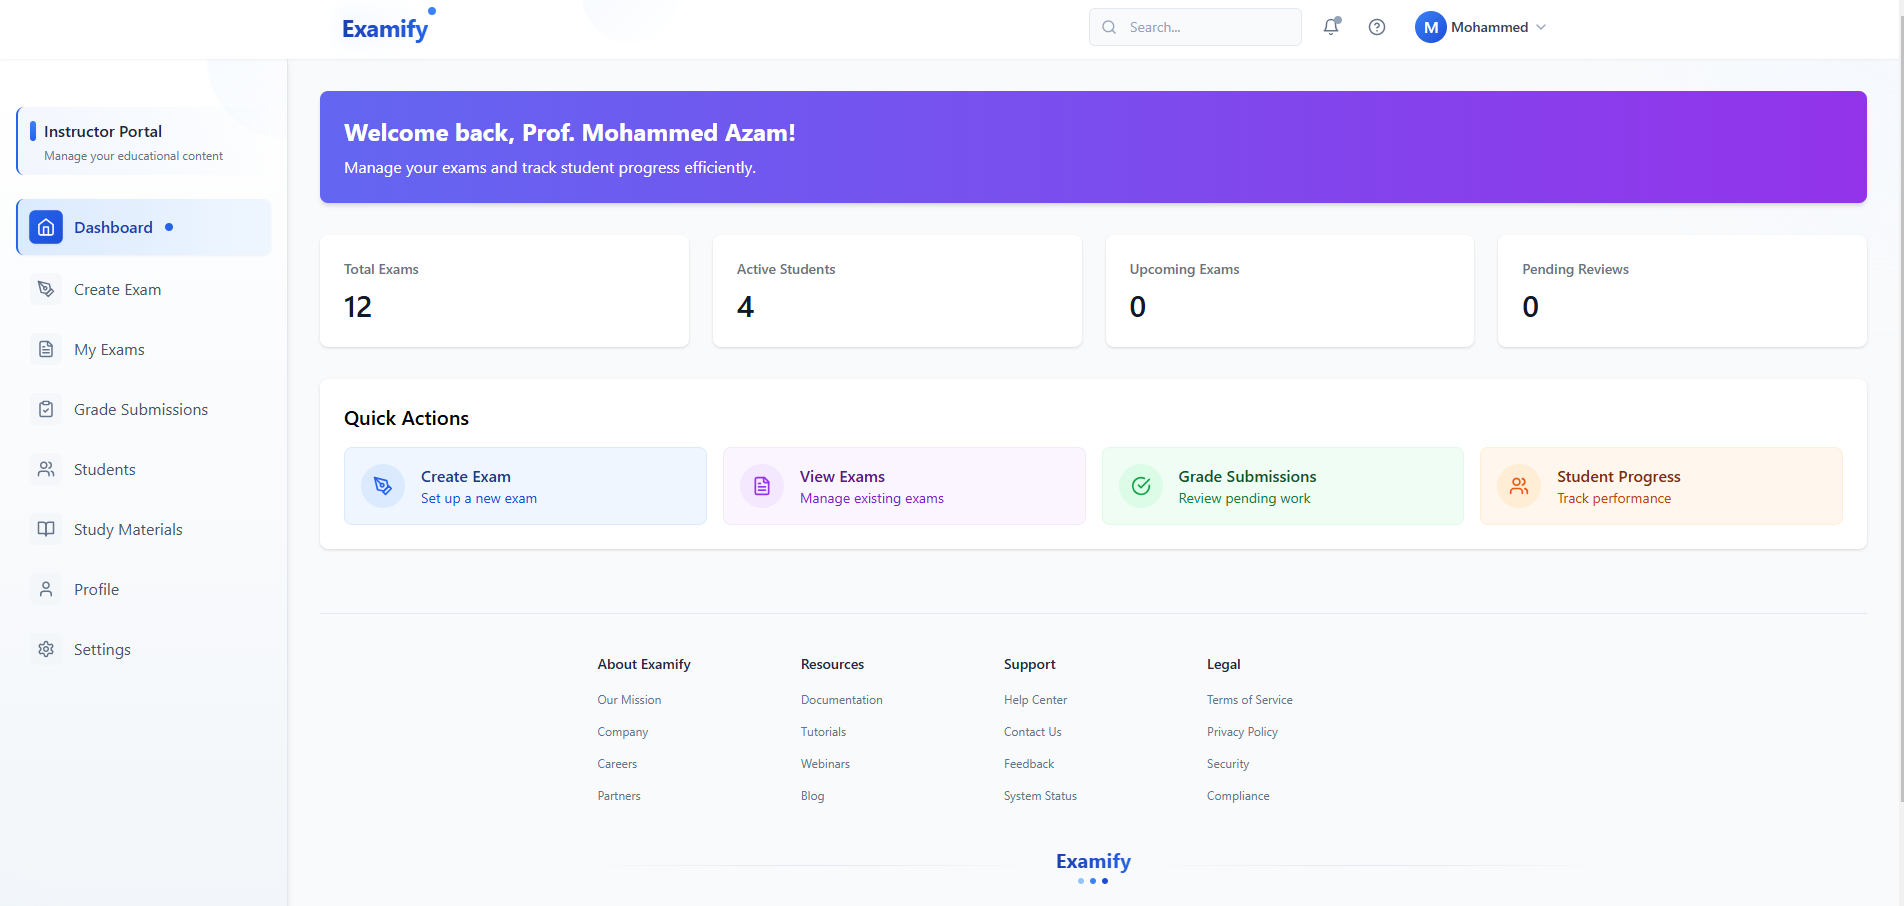 Examify
Search...
M
Mohammed
Instructor Portal
Manage your educational content
Dashboard
Create Exam
My Exams
Grade Submissions
Students
Study Materials
Profile
Settings
Welcome back, Prof. Mohammed Azam!
Manage your exams and track student progress efficiently.
Total Exams
12
Active Students
4
Upcoming Exams
0
Pending Reviews
0
Quick Actions
Create Exam
Set up a new exam
View Exams
Manage existing exams
Grade Submissions
Review pending work
Student Progress
Track performance
About Examify
Our Mission
Company
Careers
Partners
Resources
Documentation
Tutorials
Webinars
Blog
Support
Help Center
Contact Us
Feedback
System Status
Legal
Terms of Service
Privacy Policy
Security
Compliance
Examify